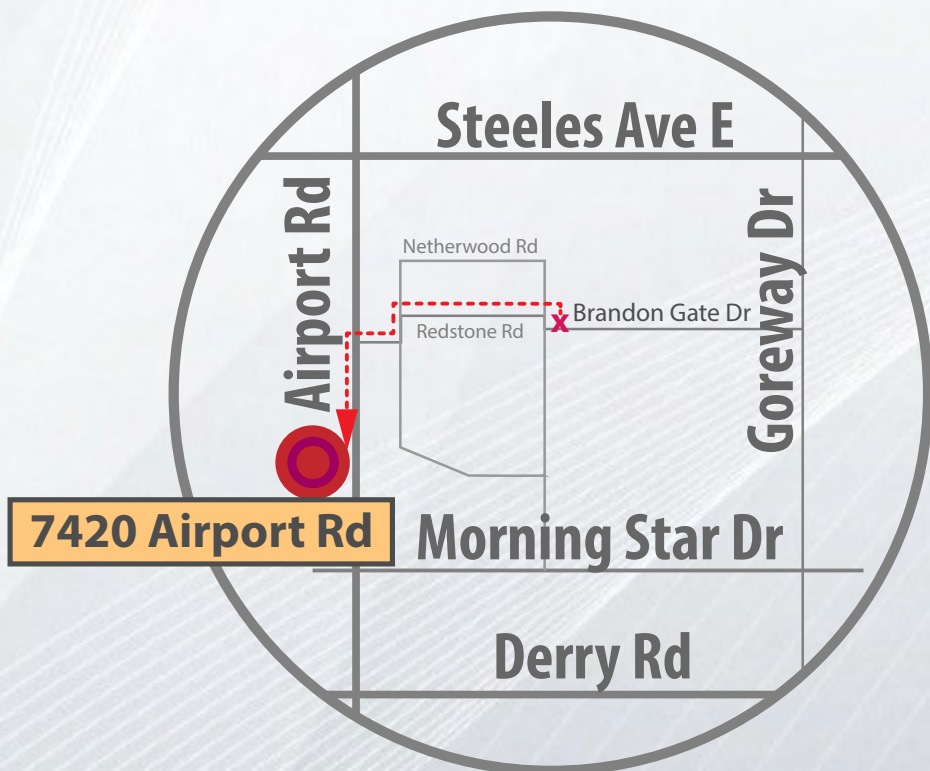 Steeles Ave E
Airport Rd
Goreway Dr
Netherwood Rd
Brandon Gate Dr
Redstone Rd
x
7420 Airport Rd
Morning Star Dr
Derry Rd